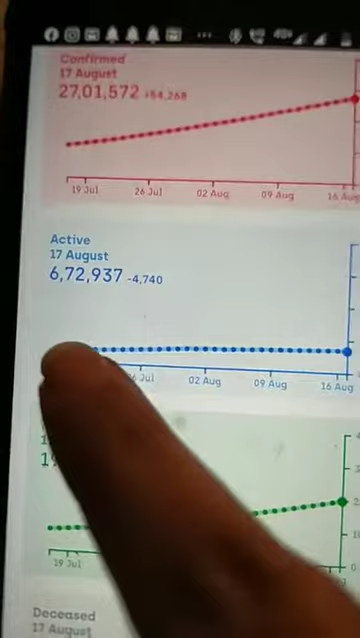 Confirmed
17 August
27,01,572 +54,268
19 Jul 26 Jul 02 Aug 09 Aug 16 Aug
Active
17 August
6,72,937 -4,740
26 Jul 02 Aug 09 Aug 16 Aug
19 Jul
Deceased
17 August